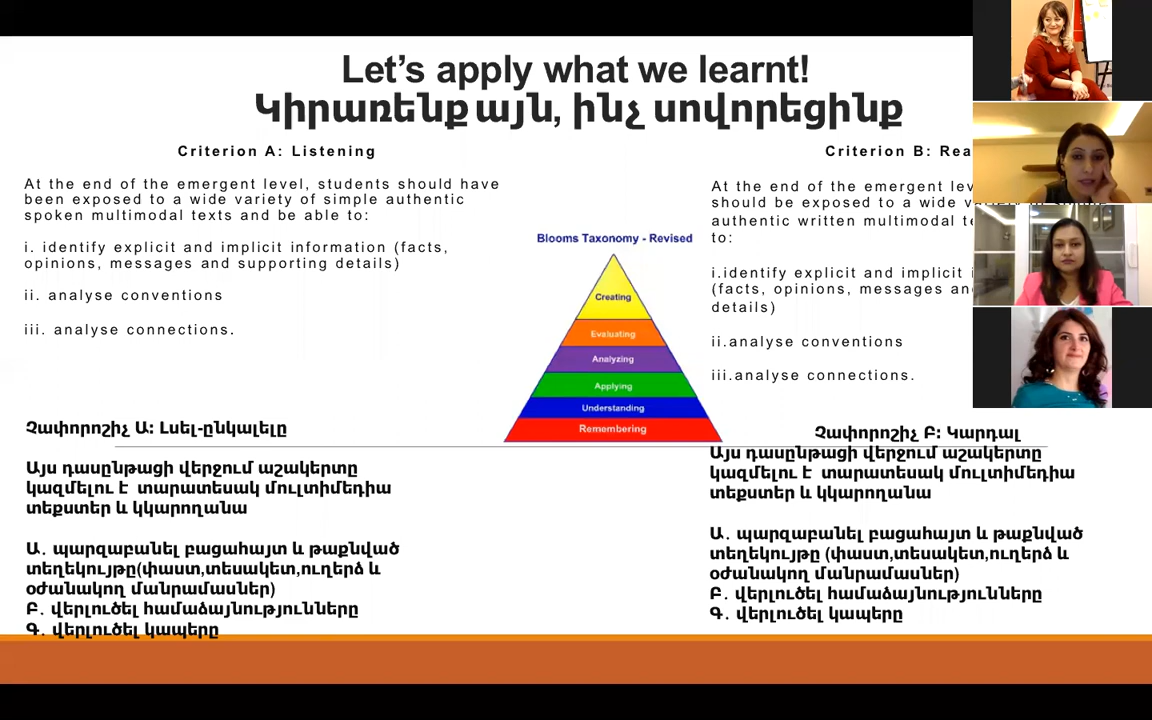 Let's apply what we learnt!
Կիրառենք այն, ինչ սովորեցինք
Criterion A: Listening
At the end of the emergent level, students should have
been exposed to a wide variety of simple authentic
spoken multimodal texts and be able to:
i. identify explicit and implicit information (facts,
opinions, messages and supporting details)
ii. analyse conventions
iii. analyse connections.
Չափորոշիչ Ա: Լսել-ընկալելը
Այս դասընթացի վերջում աշակերտը
կազմելու է տարատեսակ մուլտիմեդիա
տեքստեր և կկարողանա
Ա. պարզաբանել բացահայտ և թաքնված
տեղեկույթը(փաստ,տեսակետ,ուղերձ և
օժանակող մանրամասներ)
Բ. վերլուծել համաձայնությունները
Գ. վերլուծել կապերը
Blooms Taxonomy - Revised
Creating
Evaluating
Analyzing
Applying
Understanding
Remembering
Criterion B:
At the end of the emergent
should be exposed to a wide
authentic written multimodal
to:
i.identify explicit and implicit
(facts, opinions, messages
details)
ii.analyse conventions
iii.analyse connections.
Չափորոշիչ Բ: Կարդալ
Այս դասընթացի վերջում աշակերտը
կազմելու է տարատեսակ մուլտիմեդիա
տեքստեր և կկարողանա
Ա. պարզաբանել բացահայտ և թաքնված
տեղեկույթը (փաստ,տեսակետ,ուղերձ և
օժանակող մանրամասներ)
Բ. վերլուծել համաձայնությունները
Գ. վերլուծել կապերը